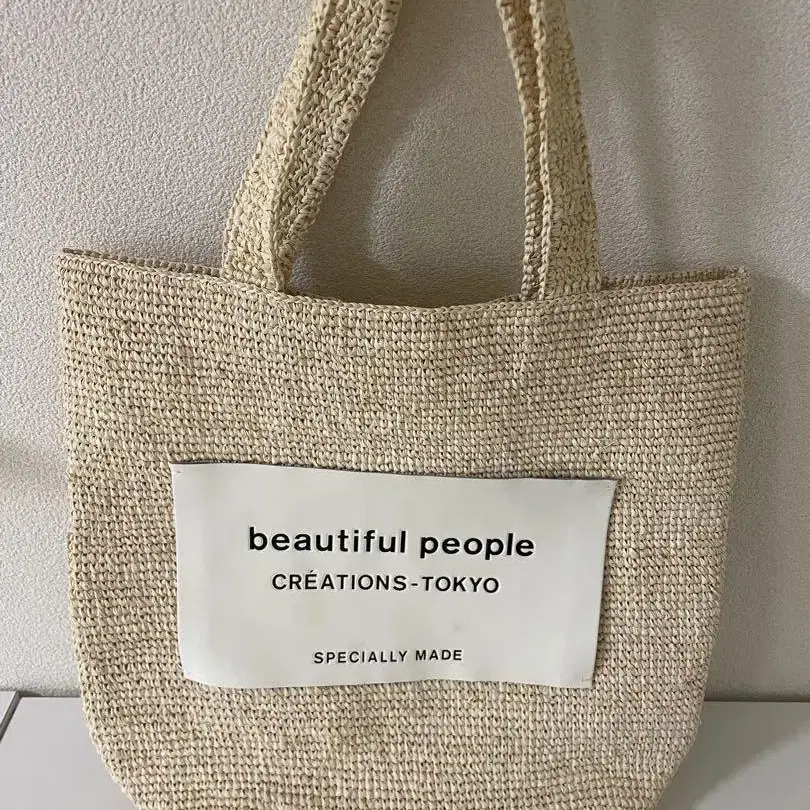 beautiful people
CRÉATIONS-TOKYO
SPECIALLY MADE